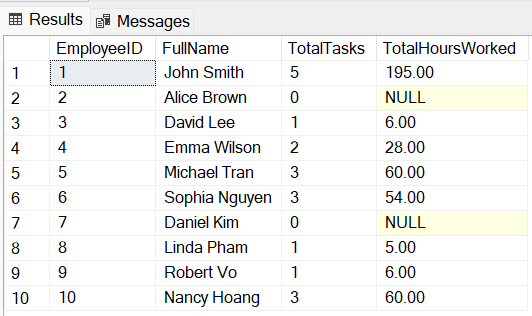 Results Messages
EmployeeID FullName TotalTasks TotalHoursWorked
1 1 John Smith 5 195.00
2 2 Alice Brown 0 NULL
3 3 David Lee 1 6.00
4 4 Emma Wilson 2 28.00
5 5 Michael Tran 3 60.00
6 6 Sophia Nguyen 3 54.00
7 7 Daniel Kim 0 NULL
8 8 Linda Pham 1 5.00
9 9 Robert Vo 1 6.00
10 10 Nancy Hoang 3 60.00